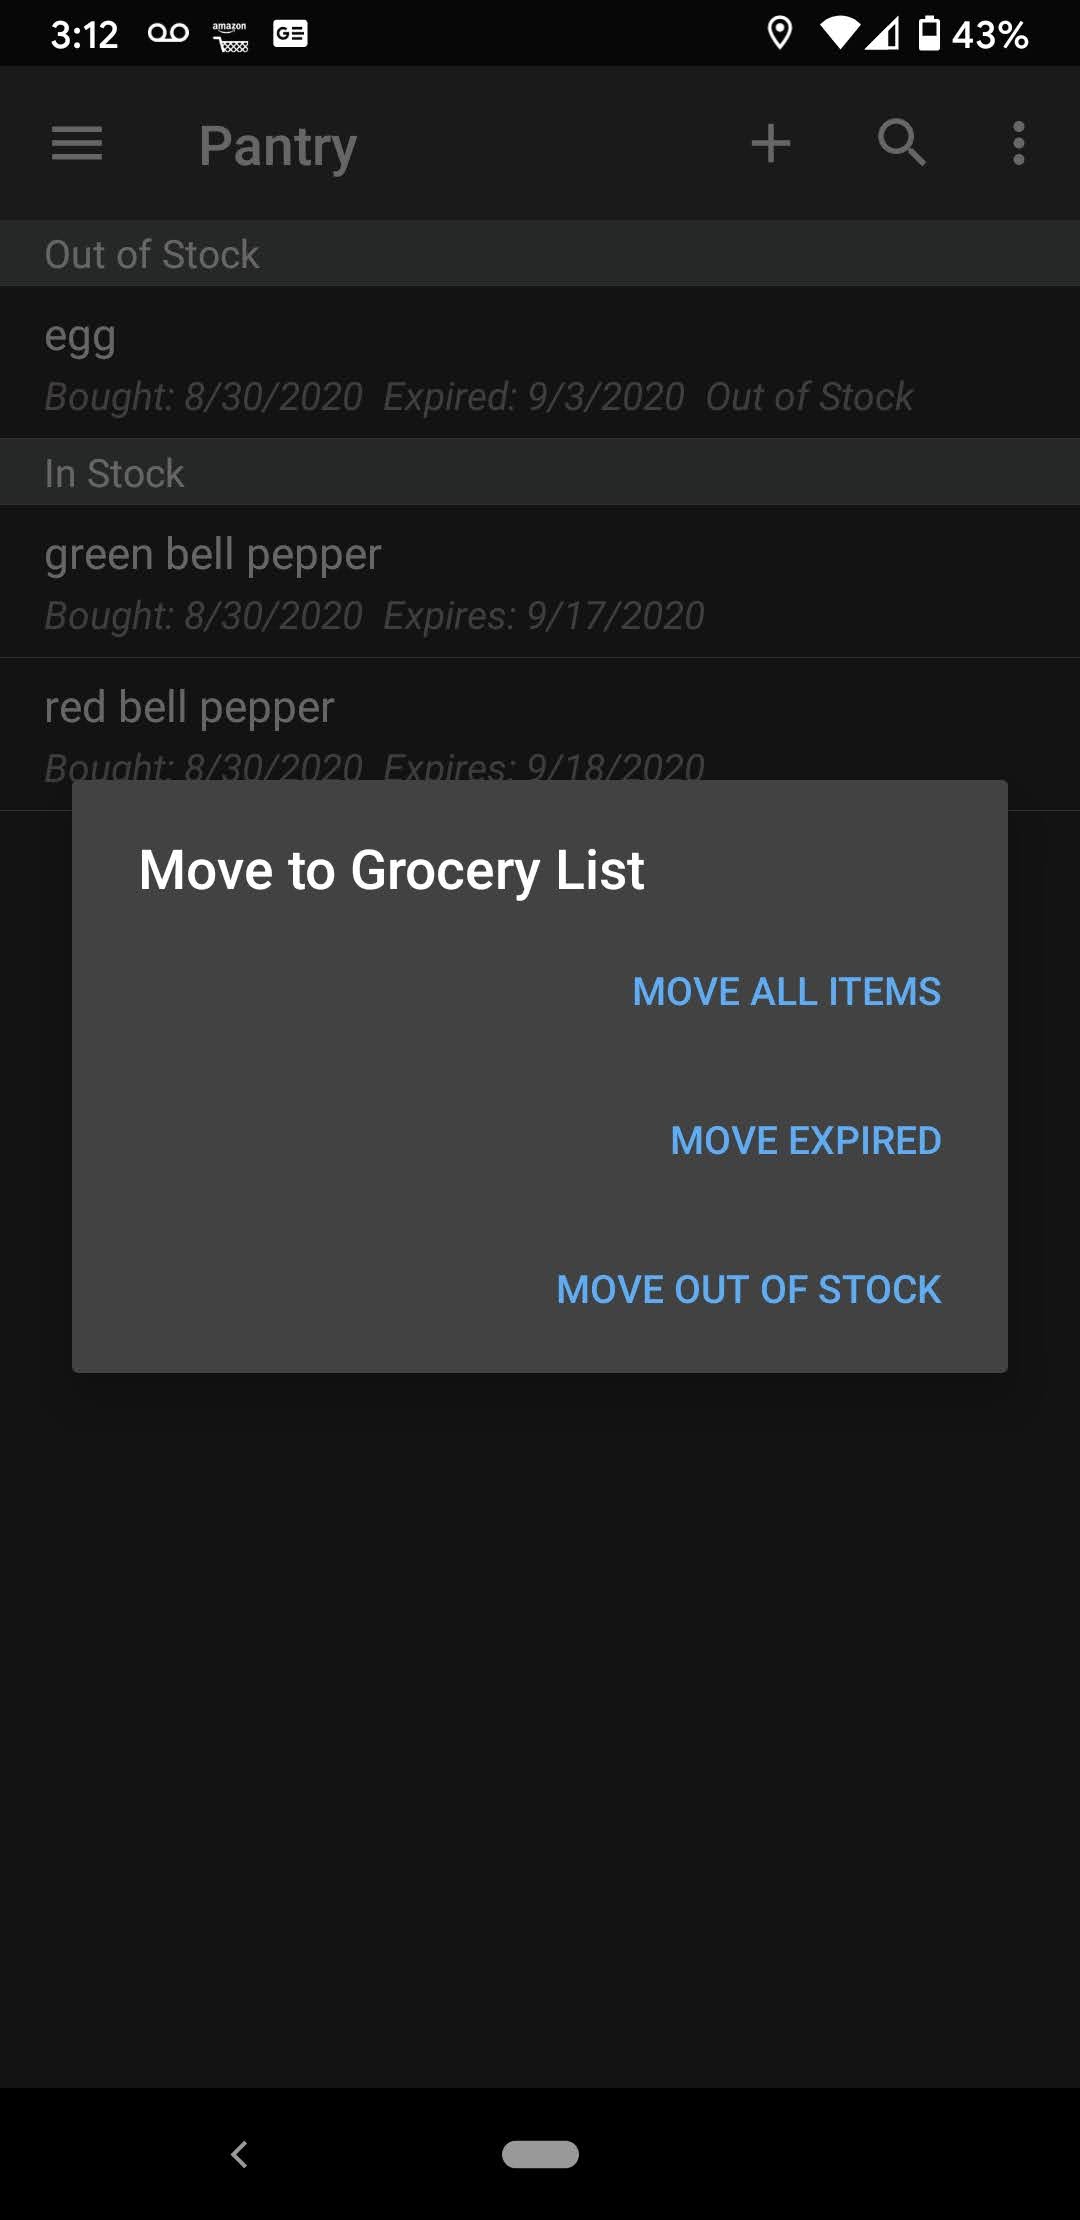 3:12 amazon GE 43%
Pantry
Out of Stock
egg
Bought: 8/30/2020 Expired: 9/3/2020 Out of Stock
In Stock
green bell pepper
Bought: 8/30/2020 Expires: 9/17/2020
red bell pepper
Bought: 8/30/2020 Expires: 9/18/2020
Move to Grocery List
MOVE ALL ITEMS
MOVE EXPIRED
MOVE OUT OF STOCK